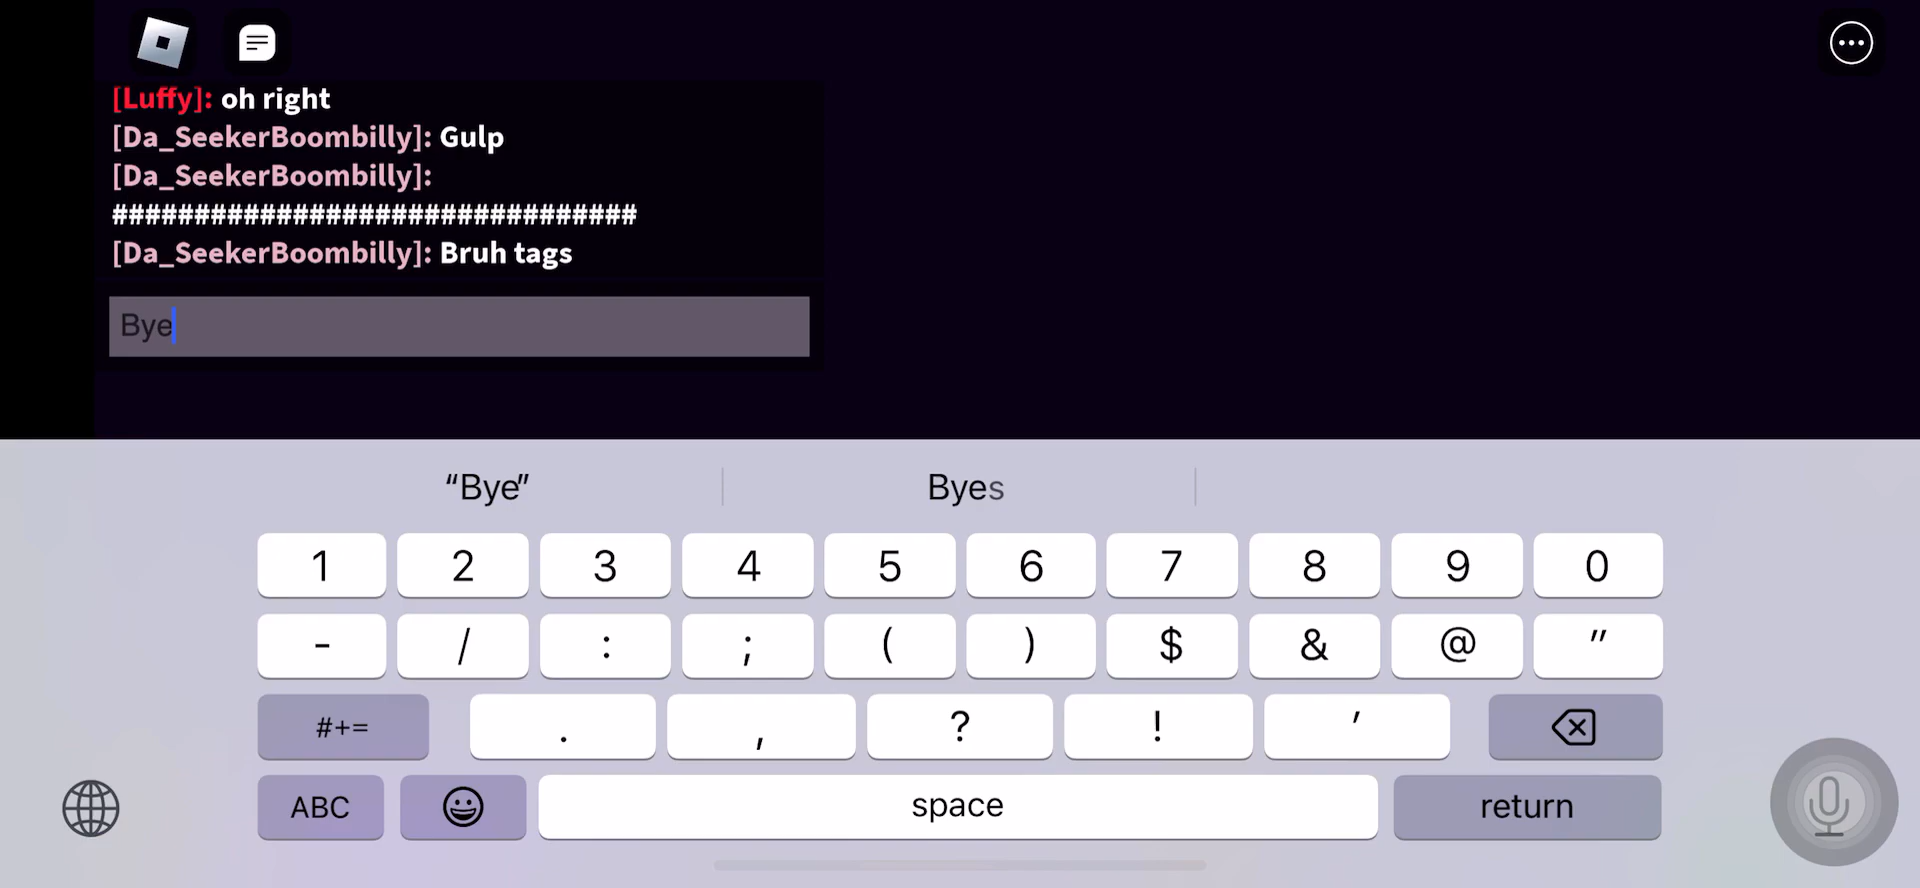 [Luffy]: oh right
[Da_SeekerBoombilly]: Gulp
[Da_SeekerBoombilly]:
################################
[Da_SeekerBoombilly]: Bruh tags
Bye
“Bye” Byes
1 2 3 4 5 6 7 8 9 0
- / : ; ( ) $ & @ "
#+= . , ? ! '
ABC space return